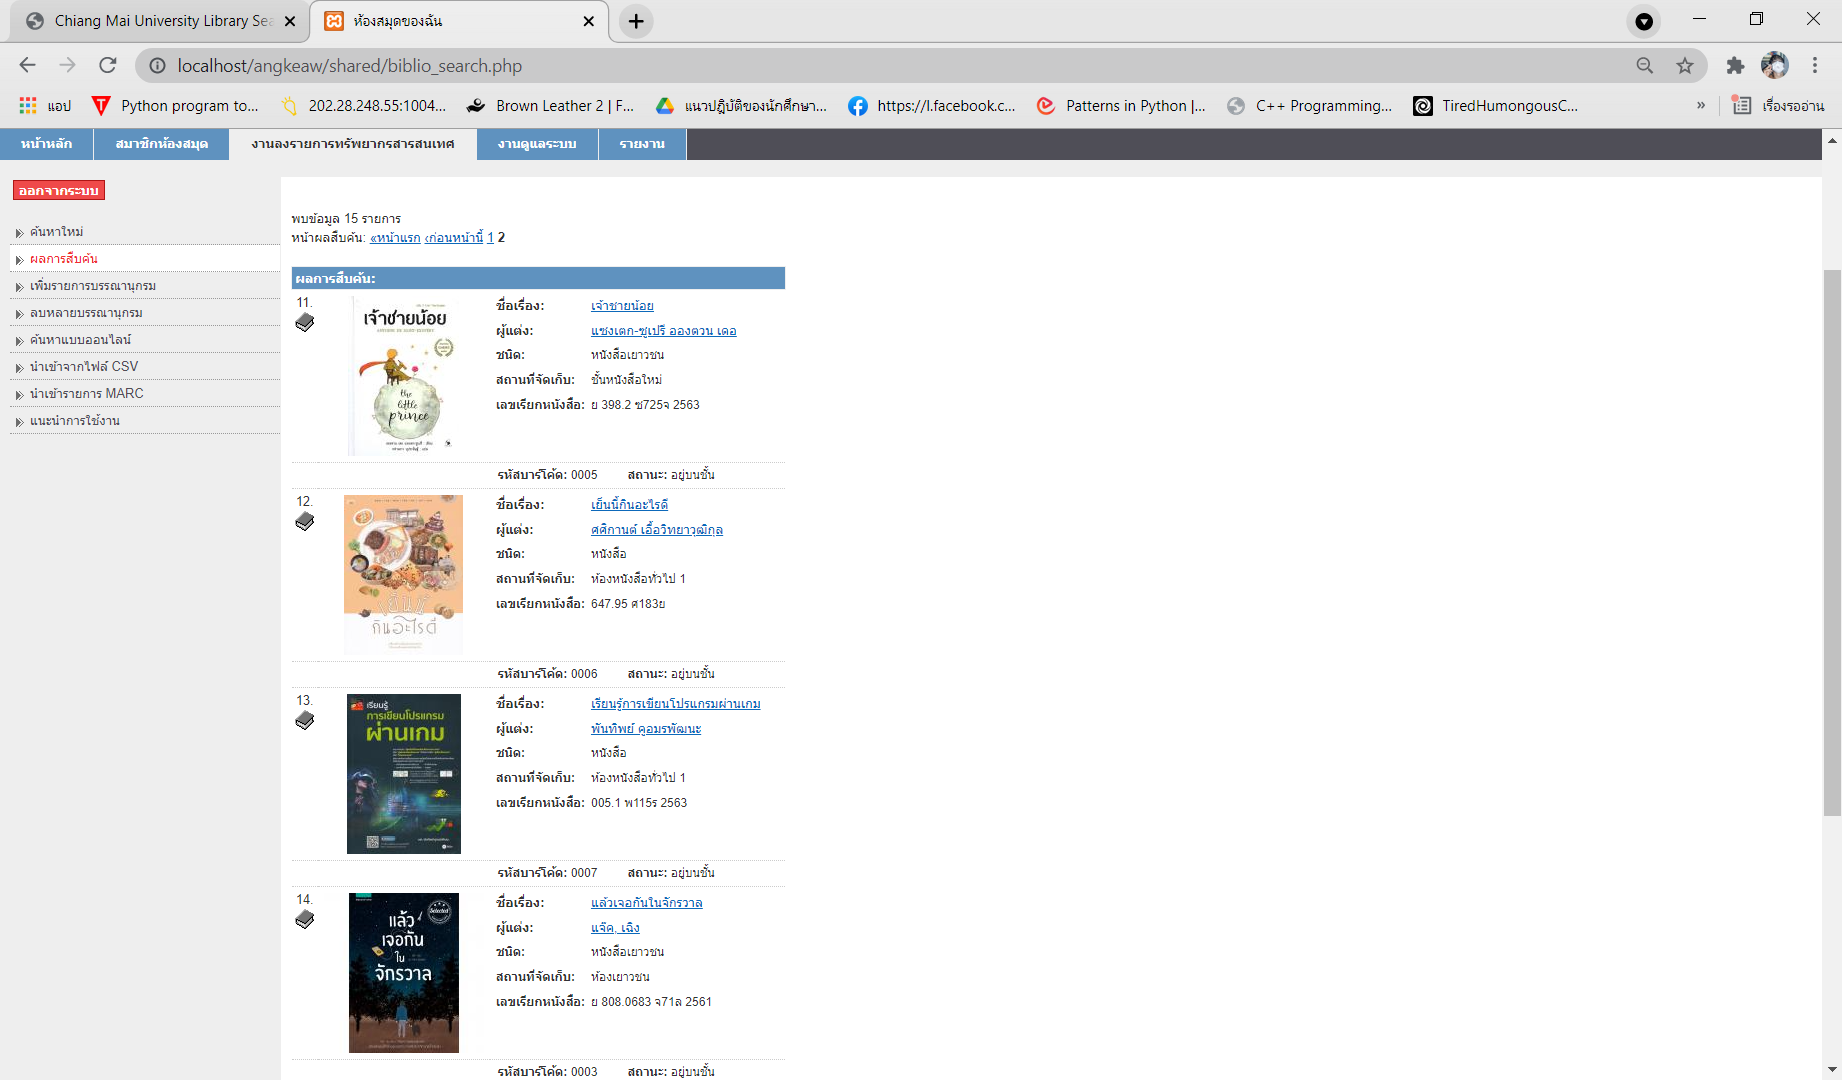 Chiang Mai University Library Sea
ห้องสมุดของฉัน
localhost/angkeaw/shared/biblio_search.php
แอป
Python program to...
202.28.248.55:1004...
Brown Leather 2 | F...
แนวปฏิบัติของนักศึกษา...
https://l.facebook.c...
Patterns in Python |...
C++ Programming...
TiredHumongousC...
»
เรื่องรออ่าน
หน้าหลัก
สมาชิกห้องสมุด
งานลงรายการทรัพยากรสารสนเทศ
งานดูแลระบบ
รายงาน
ออกจากระบบ
ค้นหาใหม่
ผลการสืบค้น
เพิ่มรายการบรรณานุกรม
ลบหลายบรรณานุกรม
ค้นหาแบบออนไลน์
นำเข้าจากไฟล์ CSV
นำเข้ารายการ MARC
แนะนำการใช้งาน
พบข้อมูล 15 รายการ
หน้าผลสืบค้น: «หน้าแรก ‹ก่อนหน้านี้ 1 2
ผลการสืบค้น:
11.
เจ้าชายน้อย
the
little
prince
ชื่อเรื่อง: เจ้าชายน้อย
ผู้แต่ง: แซงเตก-ซูเปรี อองตวน เดอ
ชนิด: หนังสือเยาวชน
สถานที่จัดเก็บ: ชั้นหนังสือใหม่
เลขเรียกหนังสือ: ย 398.2 ซ725จ 2563
รหัสบาร์โค้ด: 0005 สถานะ: อยู่บนชั้น
12.
เย็นนี้
กินอะไรดี
ชื่อเรื่อง: เย็นนี้กินอะไรดี
ผู้แต่ง: ศศิกานต์ เอื้อวิทยาวุฒิกุล
ชนิด: หนังสือ
สถานที่จัดเก็บ: ห้องหนังสือทั่วไป 1
เลขเรียกหนังสือ: 647.95 ศ183ย
รหัสบาร์โค้ด: 0006 สถานะ: อยู่บนชั้น
13.
เรียนรู้
การเขียนโปรแกรม
ผ่านเกม
ชื่อเรื่อง: เรียนรู้การเขียนโปรแกรมผ่านเกม
ผู้แต่ง: พันทิพย์ คูอมรพัฒนะ
ชนิด: หนังสือ
สถานที่จัดเก็บ: ห้องหนังสือทั่วไป 1
เลขเรียกหนังสือ: 005.1 พ115ร 2563
รหัสบาร์โค้ด: 0007 สถานะ: อยู่บนชั้น
14.
Selected
แล้ว
เจอกัน
ใน
จักรวาล
ชื่อเรื่อง: แล้วเจอกันในจักรวาล
ผู้แต่ง: แจ๊ค, เฉิง
ชนิด: หนังสือเยาวชน
สถานที่จัดเก็บ: ห้องเยาวชน
เลขเรียกหนังสือ: ย 808.0683 จ71ล 2561
รหัสบาร์โค้ด: 0003 สถานะ: อยู่บนชั้น